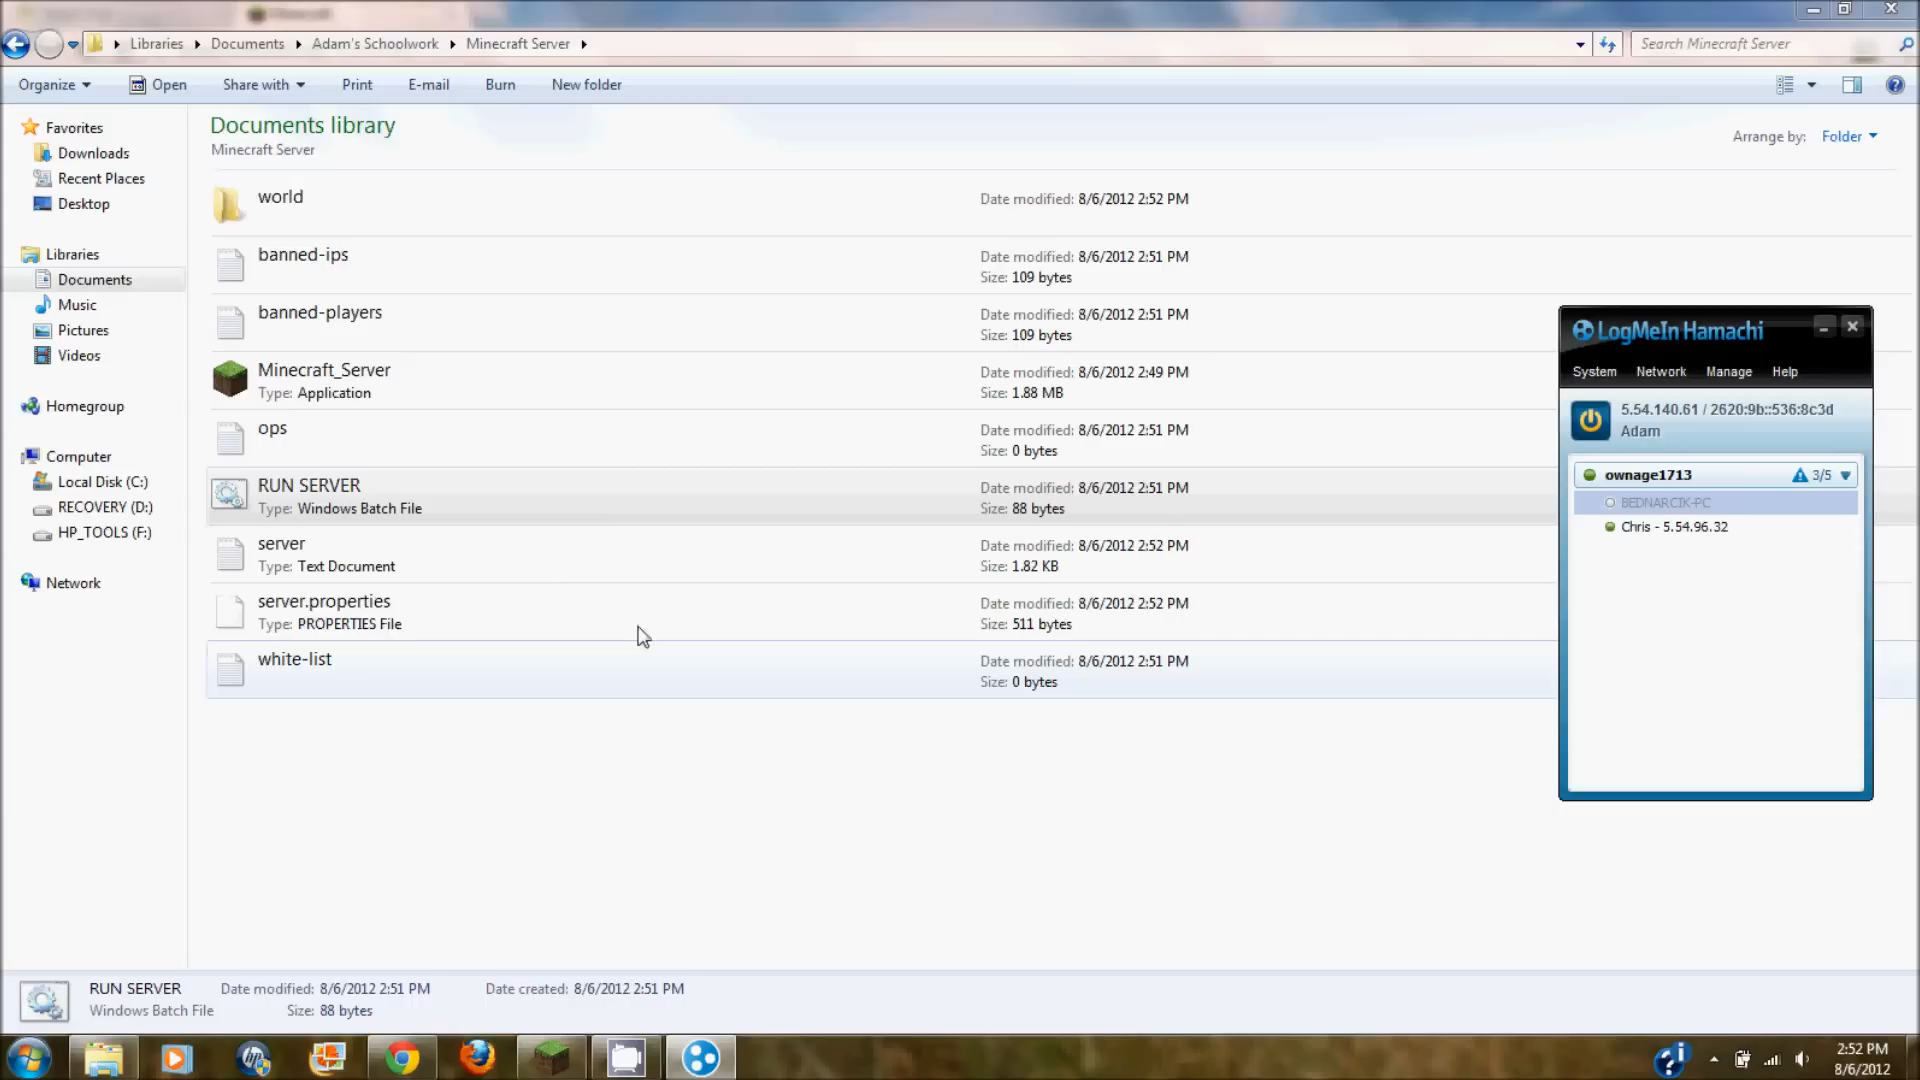 Libraries Documents Adam's Schoolwork Minecraft Server
Search Minecraft Server
Organize Open Share with Print E-mail Burn New folder
Favorites
Downloads
Recent Places
Desktop
Libraries
Documents
Music
Pictures
Videos
Homegroup
Computer
Local Disk (C:)
RECOVERY (D:)
HP_TOOLS (F:)
Network
Documents library
Minecraft Server
Arrange by: Folder
world
Date modified: 8/6/2012 2:52 PM
banned-ips
Date modified: 8/6/2012 2:51 PM
Size: 109 bytes
banned-players
Date modified: 8/6/2012 2:51 PM
Size: 109 bytes
Minecraft_Server
Type: Application
Date modified: 8/6/2012 2:49 PM
Size: 1.88 MB
ops
Date modified: 8/6/2012 2:51 PM
Size: 0 bytes
RUN SERVER
Type: Windows Batch File
Date modified: 8/6/2012 2:51 PM
Size: 88 bytes
server
Type: Text Document
Date modified: 8/6/2012 2:52 PM
Size: 1.82 KB
server.properties
Type: PROPERTIES File
Date modified: 8/6/2012 2:52 PM
Size: 511 bytes
white-list
Date modified: 8/6/2012 2:51 PM
Size: 0 bytes
LogMeIn Hamachi
System Network Manage Help
5.54.140.61 / 2620:9b::536:8c3d
Adam
ownage1713 3/5
BEDNARCIK-PC
Chris - 5.54.96.32
RUN SERVER Date modified: 8/6/2012 2:51 PM Date created: 8/6/2012 2:51 PM
Windows Batch File Size: 88 bytes
hp
2:52 PM
8/6/2012